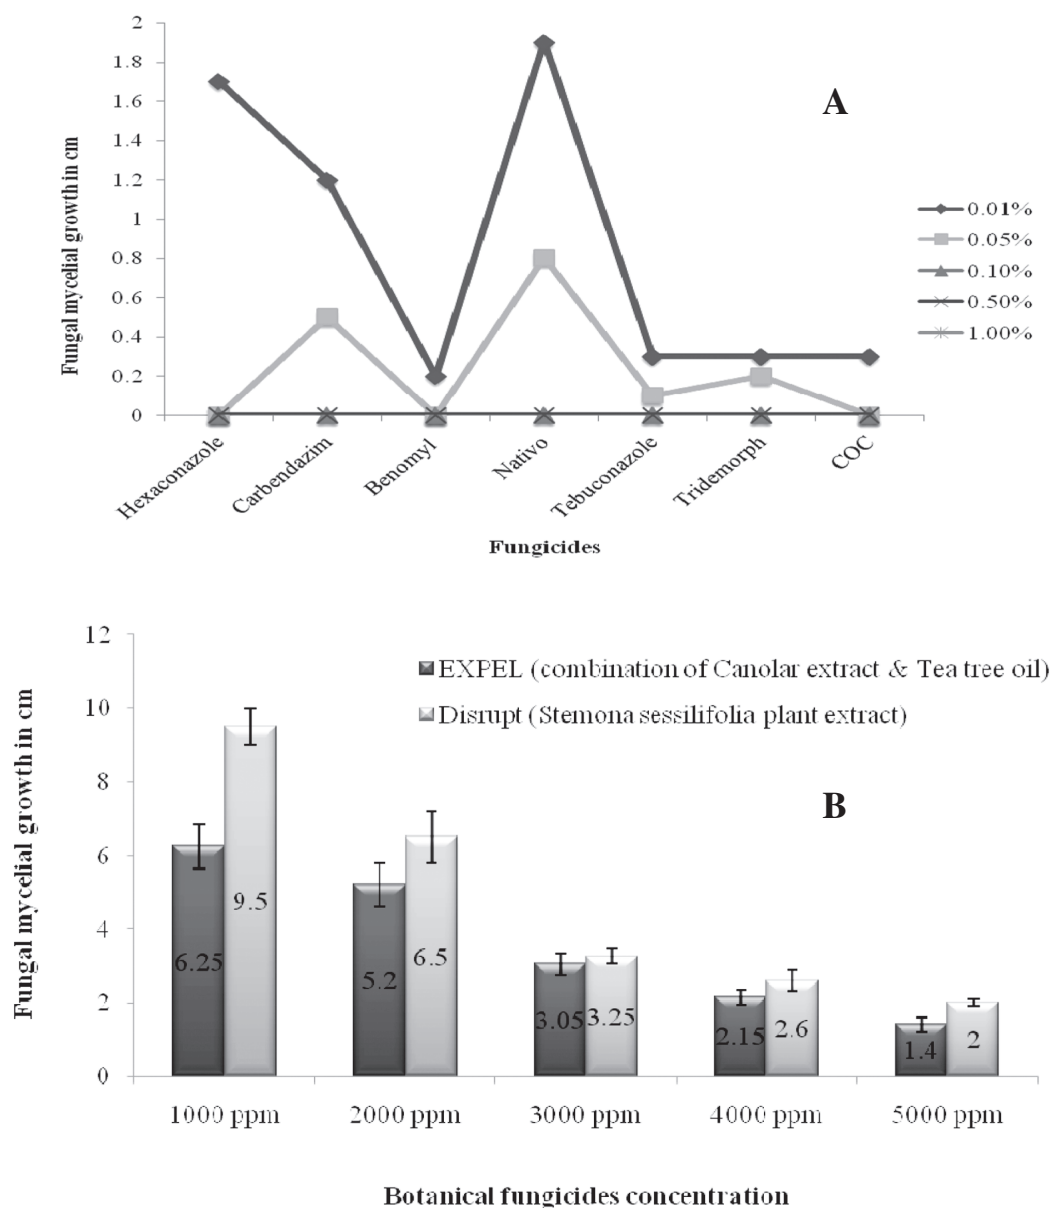 2
1.8
1.6
1.4
1.2
1
0.8
0.6
0.4
0.2
0
Fungal mycelial growth in cm
A
0.01%
0.05%
0.10%
0.50%
1.00%
Hexaconazole
Carbendazim
Benomyl
Nativo
Tebuconazole
Tridemorph
COC
Fungicides
12
10
8
6
4
2
0
Fungal mycelial growth in cm
EXPEL (combination of Canolar extract & Tea tree oil)
Disrupt (Stemona sessilifolia plant extract)
B
6.25
9.5
5.2
6.5
3.05
3.25
2.15
2.6
1.4
2
1000 ppm
2000 ppm
3000 ppm
4000 ppm
5000 ppm
Botanical fungicides concentration